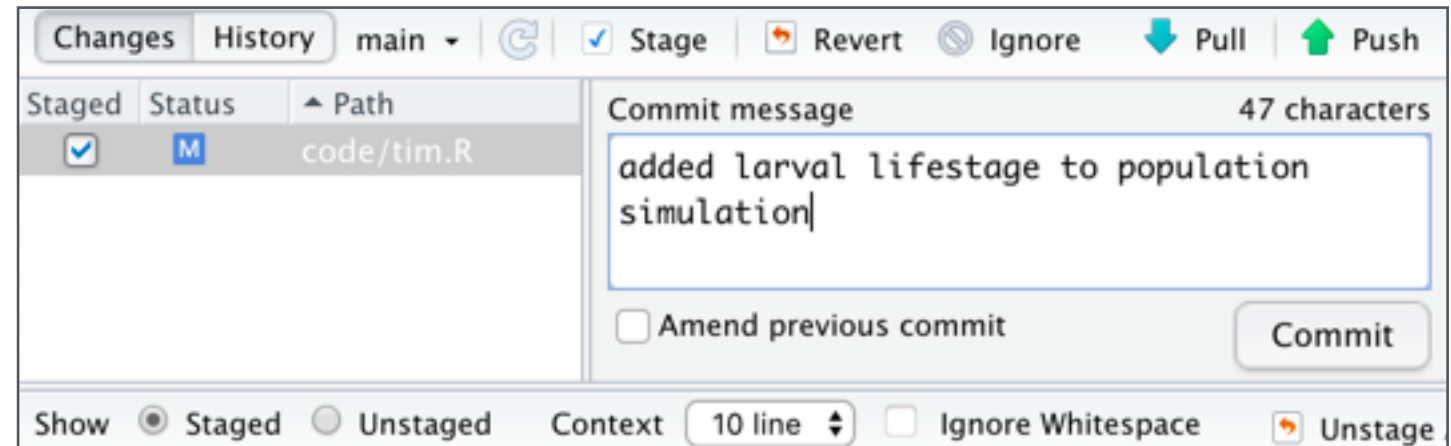 Changes History main Stage Revert Ignore Pull Push
Staged Status Path Commit message 47 characters
M code/tim.R
added larval lifestage to population
simulation
Amend previous commit Commit
Show Staged Unstaged Context 10 line Ignore Whitespace Unstage